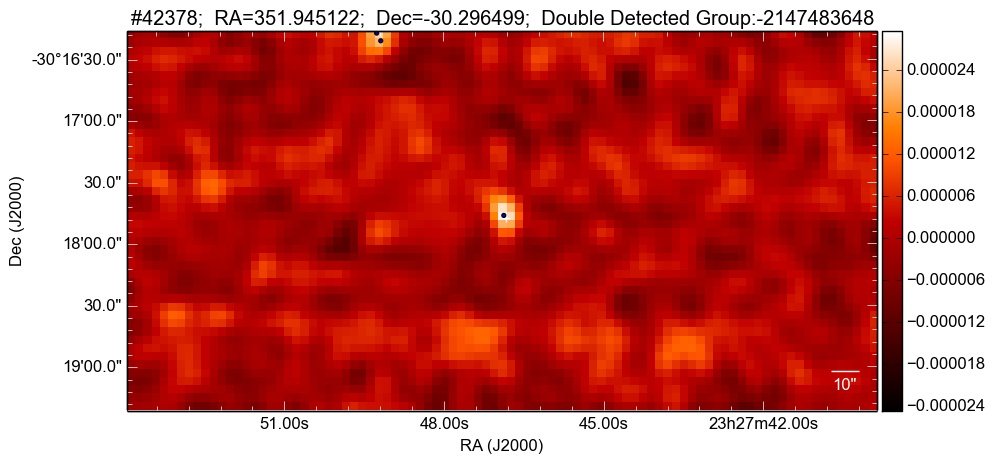 #42378;  RA=351.945122;  Dec=-30.296499;  Double Detected Group:-2147483648
-30°16'30.0"
17'00.0"
30.0"
18'00.0"
30.0"
19'00.0"
Dec (J2000)
10"
51.00s
48.00s
45.00s
23h27m42.00s
RA (J2000)
0.000024
0.000018
0.000012
0.000006
0.000000
−0.000006
−0.000012
−0.000018
−0.000024